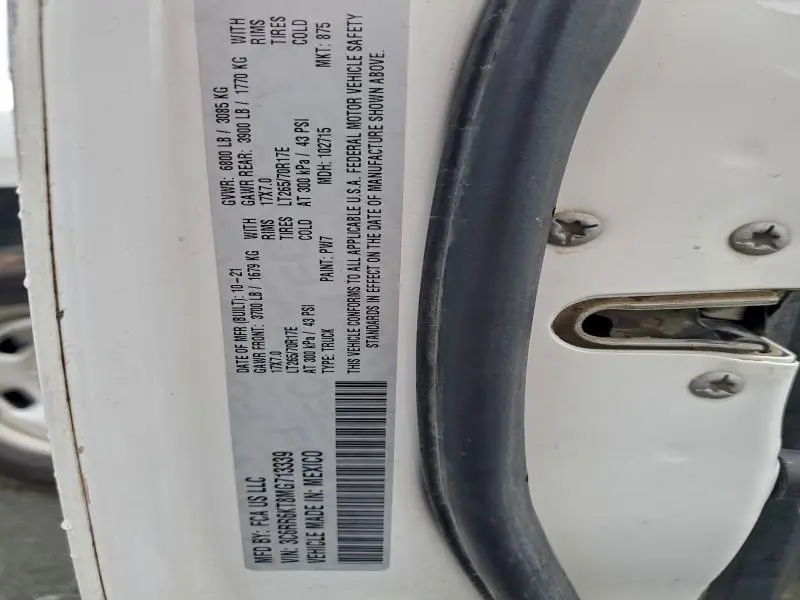 MFD BY: FCA US LLC
DATE OF MFR (BUILT): 10-21
GVWR: 6800 LB / 3085 KG
GAWR FRONT: 3700 LB / 1679 KG WITH
GAWR REAR: 3900 LB / 1770 KG WITH
17X7.0 RIMS
17X7.0 RIMS
LT265/70R17E TIRES
LT265/70R17E TIRES
AT 300 kPa / 43 PSI COLD
AT 300 kPa / 43 PSI COLD
VIN: 3C6RR6KT8MG713339
TYPE: TRUCK
PAINT: PW7
MDH: 102715
MKT: 875
VEHICLE MADE IN: MEXICO
THIS VEHICLE CONFORMS TO ALL APPLICABLE U.S.A. FEDERAL MOTOR VEHICLE SAFETY
STANDARDS IN EFFECT ON THE DATE OF MANUFACTURE SHOWN ABOVE.